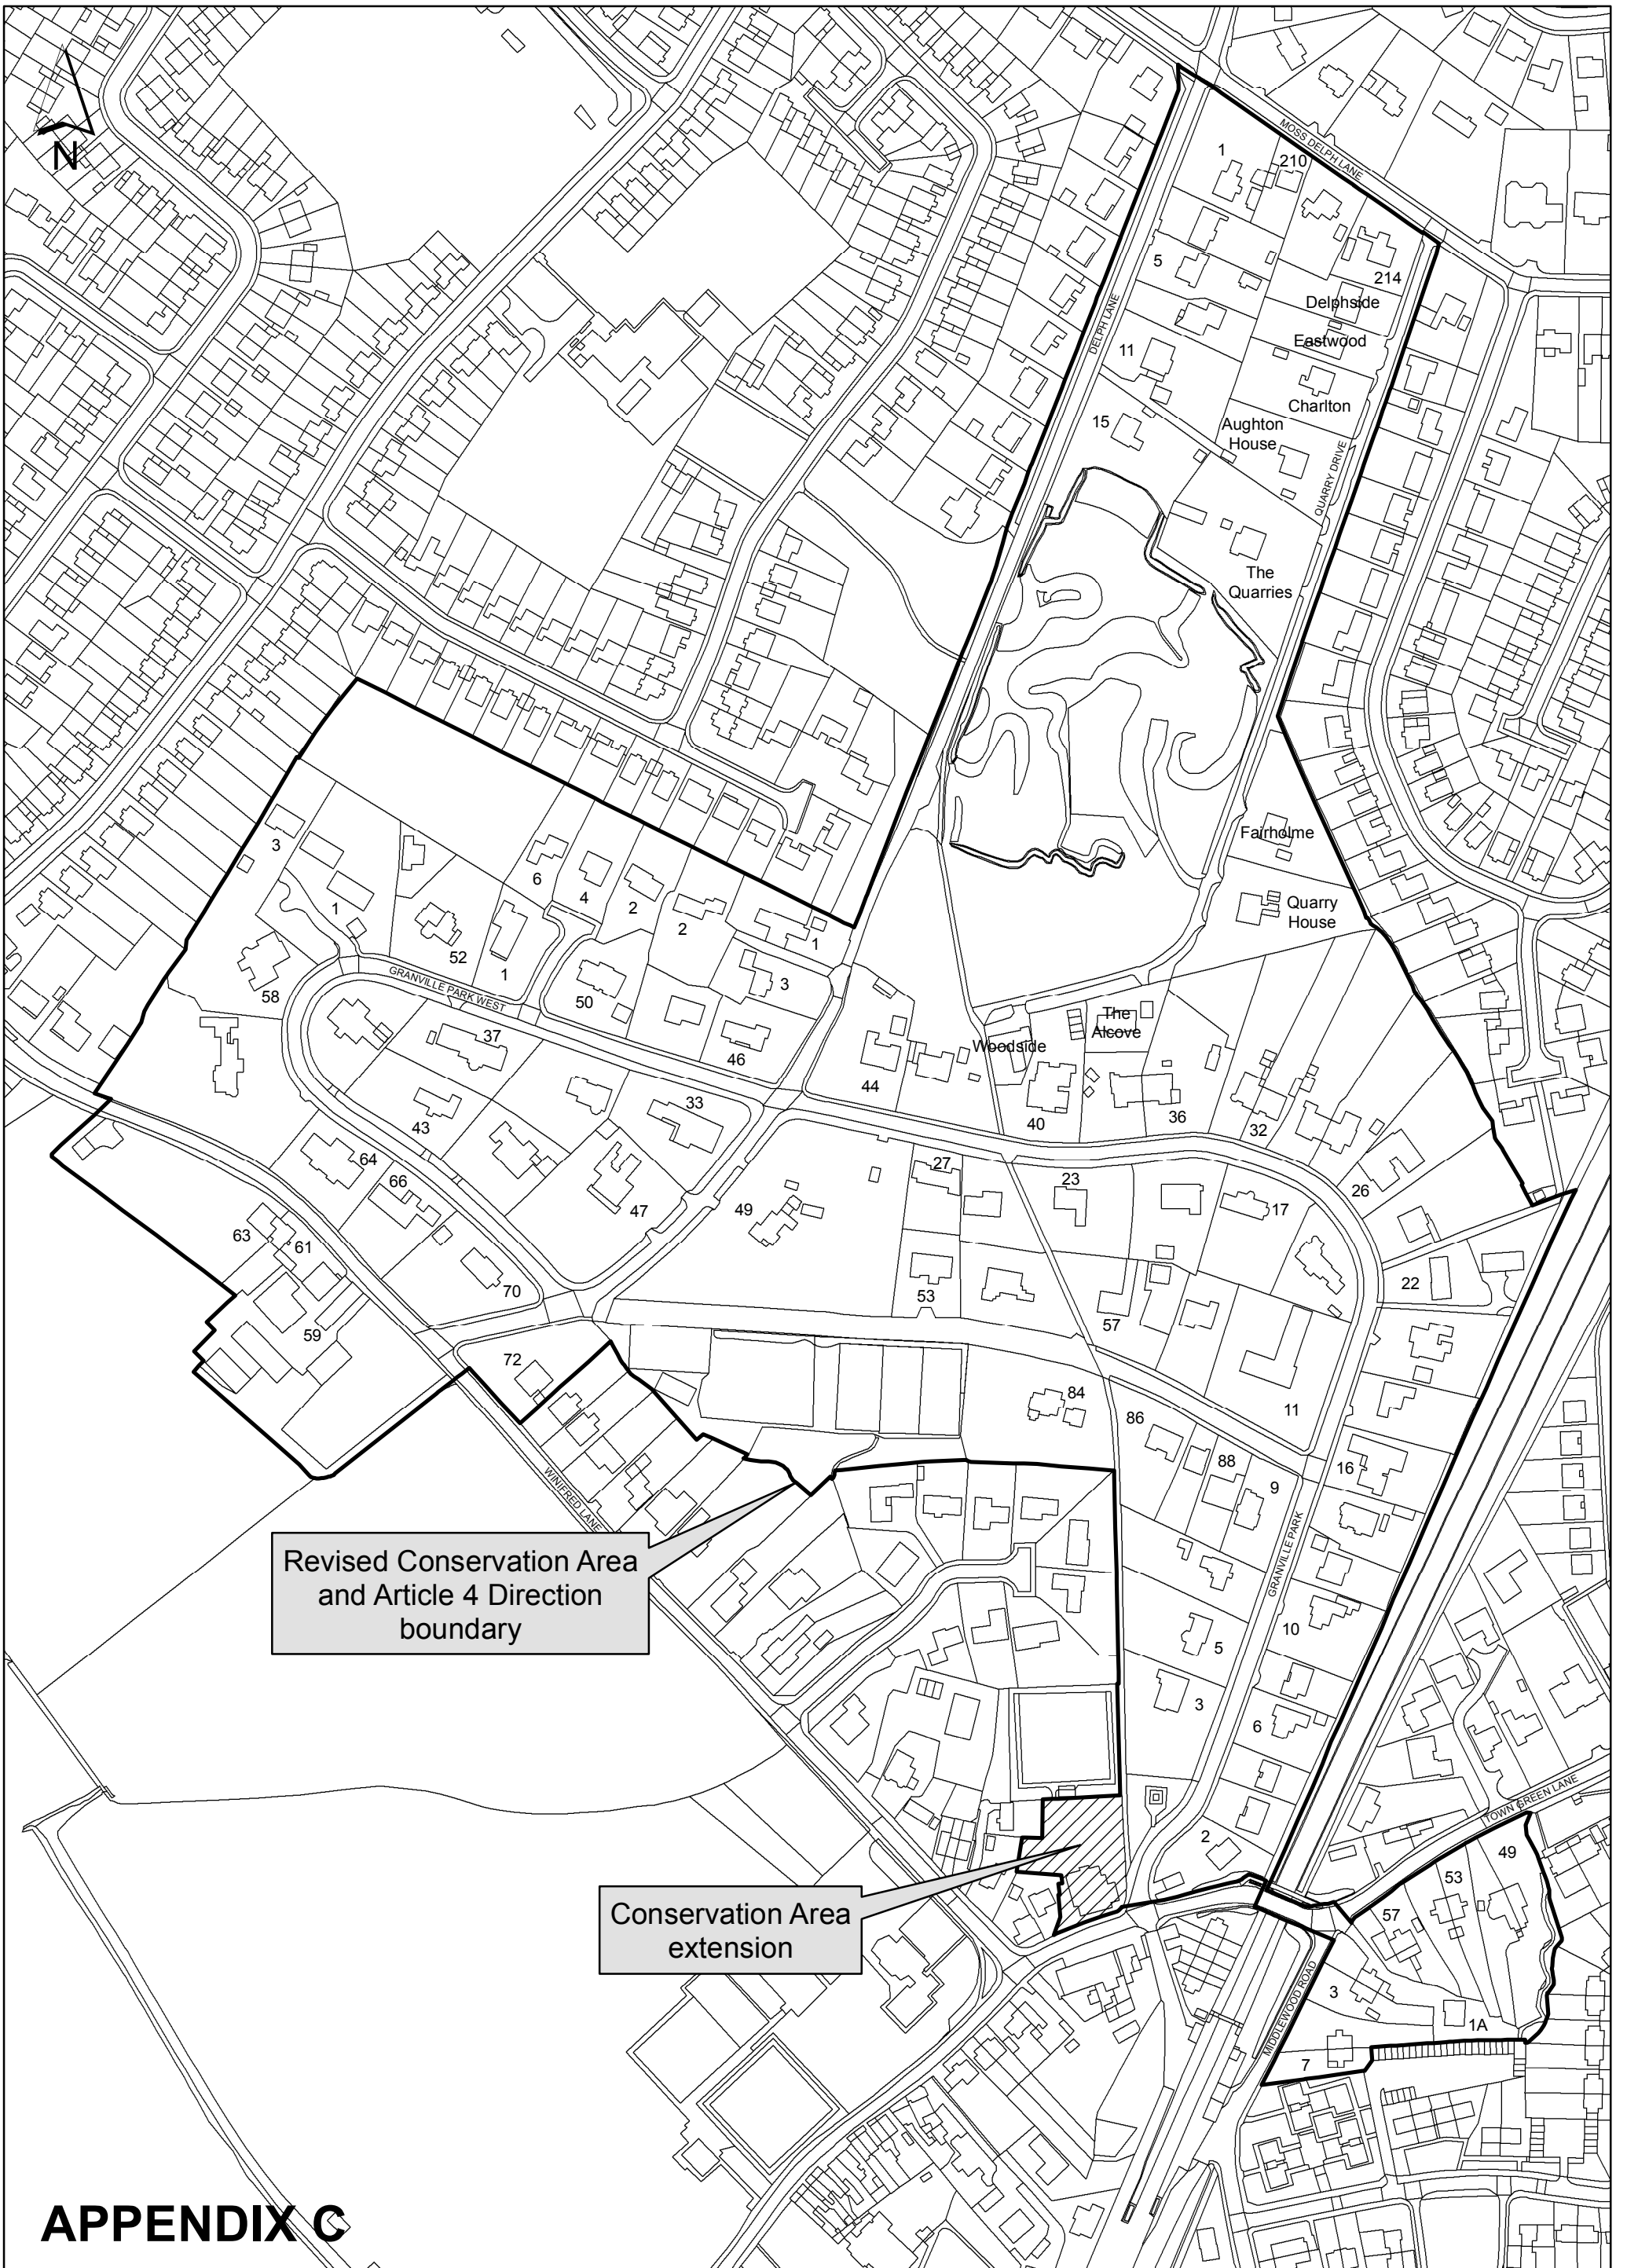 N
MOSS DELPH LANE
1
210
5
214
Delphside
DELPH LANE
Eastwood
11
Charlton
15
Aughton
House
QUARRY DRIVE
The
Quarries
Fairholme
3
6
4
2
1
Quarry
House
2
1
52
1
3
58
GRANVILLE PARK WEST
50
The
Alcove
37
Woodside
46
44
33
43
40
36
32
64
27
23
26
66
47
49
17
63
61
70
53
57
22
59
72
84
86
11
88
16
9
WINIFRED LANE
Revised Conservation Area
and Article 4 Direction
boundary
GRANVILLE PARK
10
5
3
6
TOWN GREEN LANE
2
49
53
Conservation Area
extension
57
MIDDLEWOOD ROAD
3
1A
7
APPENDIX C